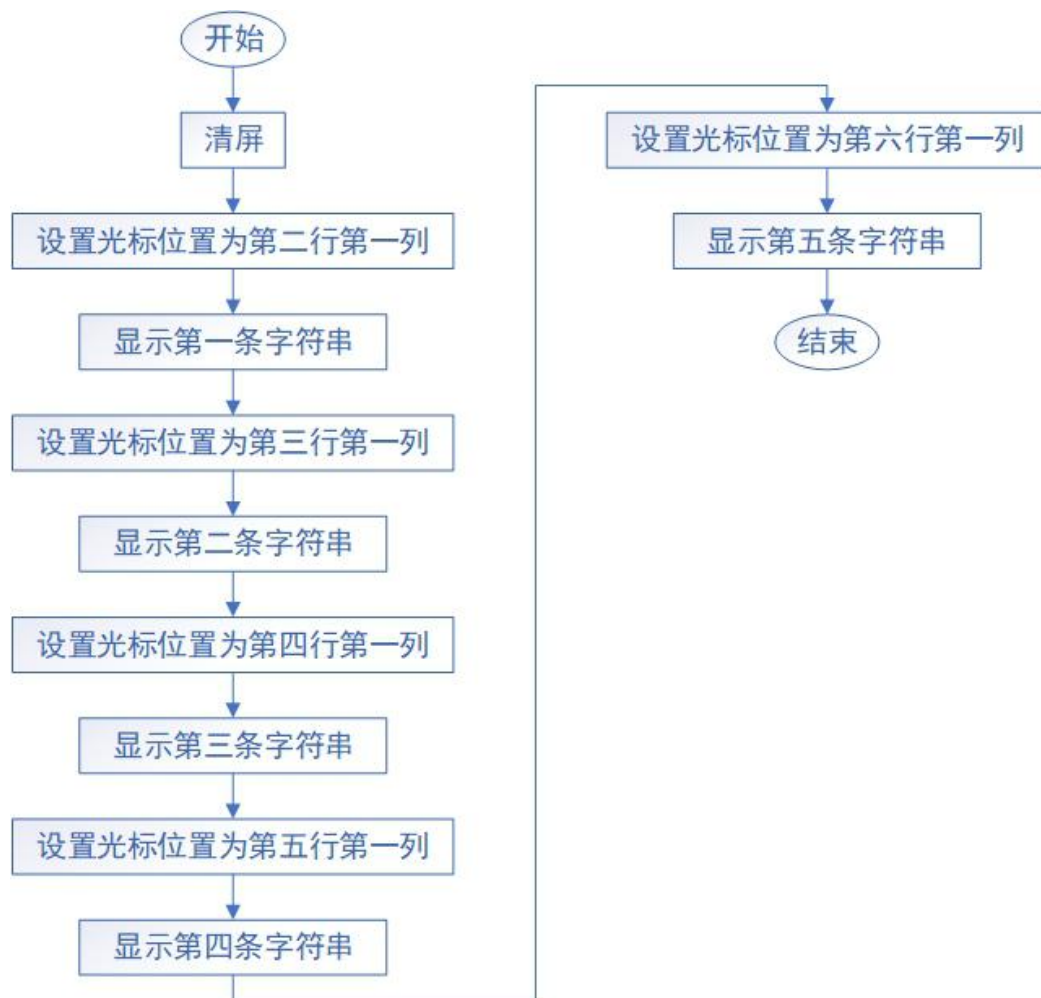 开始
清屏
设置光标位置为第二行第一列
显示第一条字符串
设置光标位置为第三行第一列
显示第二条字符串
设置光标位置为第四行第一列
显示第三条字符串
设置光标位置为第五行第一列
显示第四条字符串
设置光标位置为第六行第一列
显示第五条字符串
结束